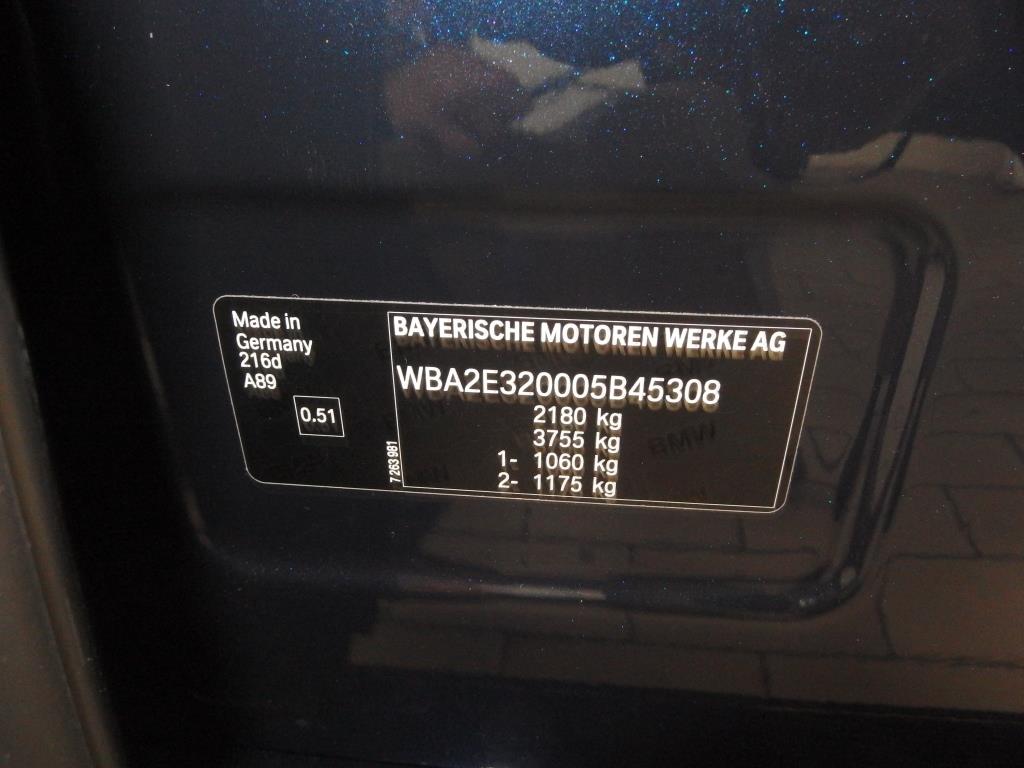 Made in
Germany
216d
A89
0.51
7 263 981
BAYERISCHE MOTOREN WERKE AG
WBA2E320005B45308
2180 kg
3755 kg
1- 1060 kg
2- 1175 kg
BMW